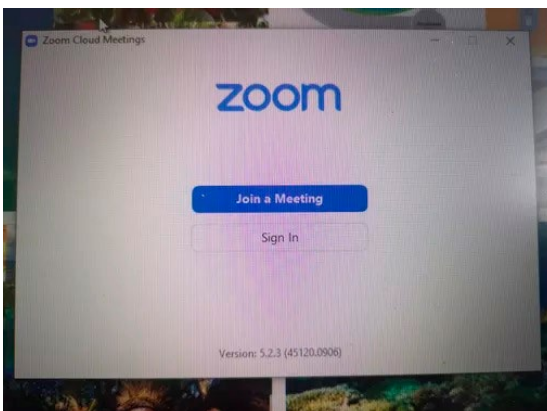 Zoom Cloud Meetings
zoom
Join a Meeting
Sign In
Version: 5.2.3 (45120.0906)